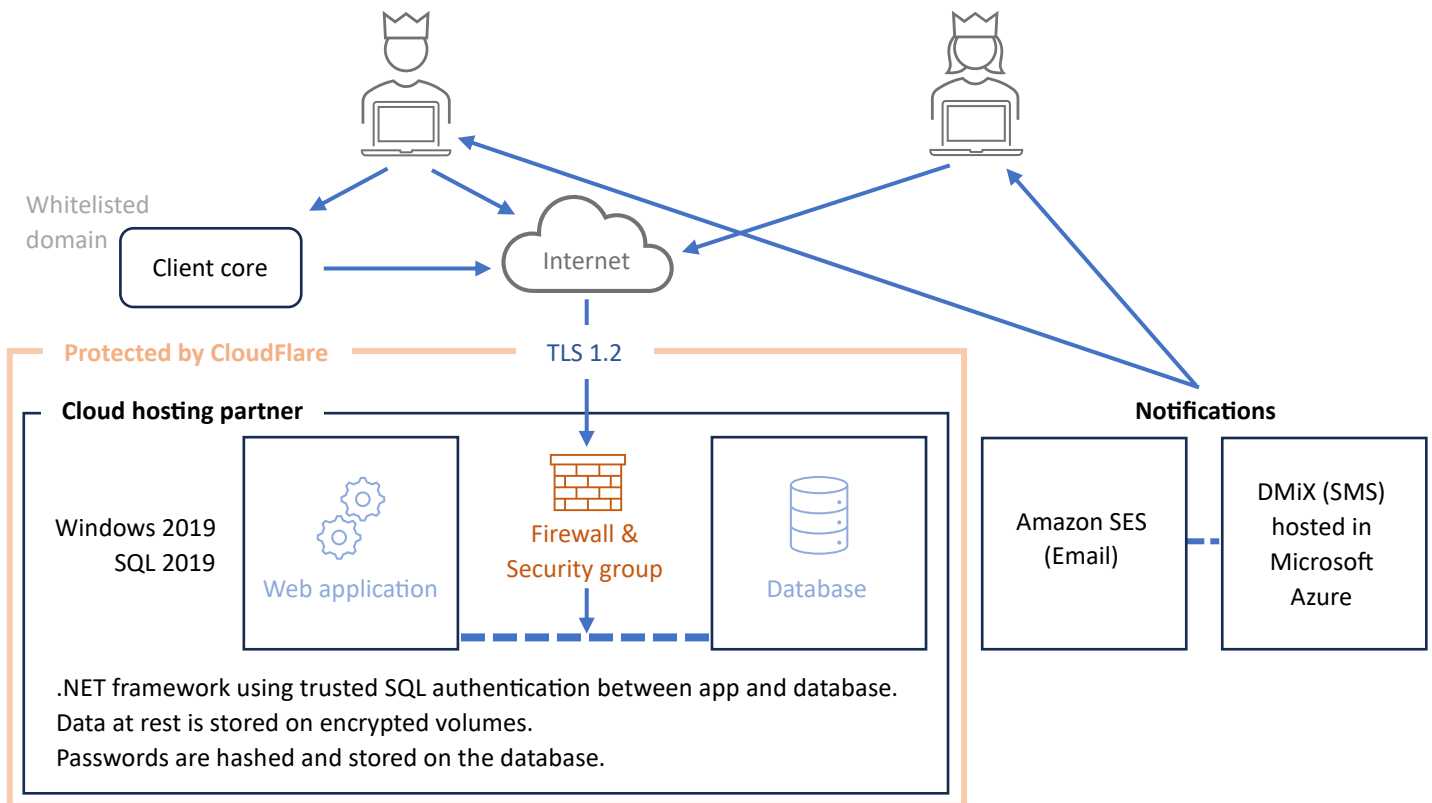 Whitelisted
domain
Client core
Internet
Protected by CloudFlare
TLS 1.2
Cloud hosting partner
Notifications
Windows 2019
SQL 2019
Web application
Firewall &
Security group
Database
Amazon SES
(Email)
DMiX (SMS)
hosted in
Microsoft
Azure
.NET framework using trusted SQL authentication between app and database.
Data at rest is stored on encrypted volumes.
Passwords are hashed and stored on the database.